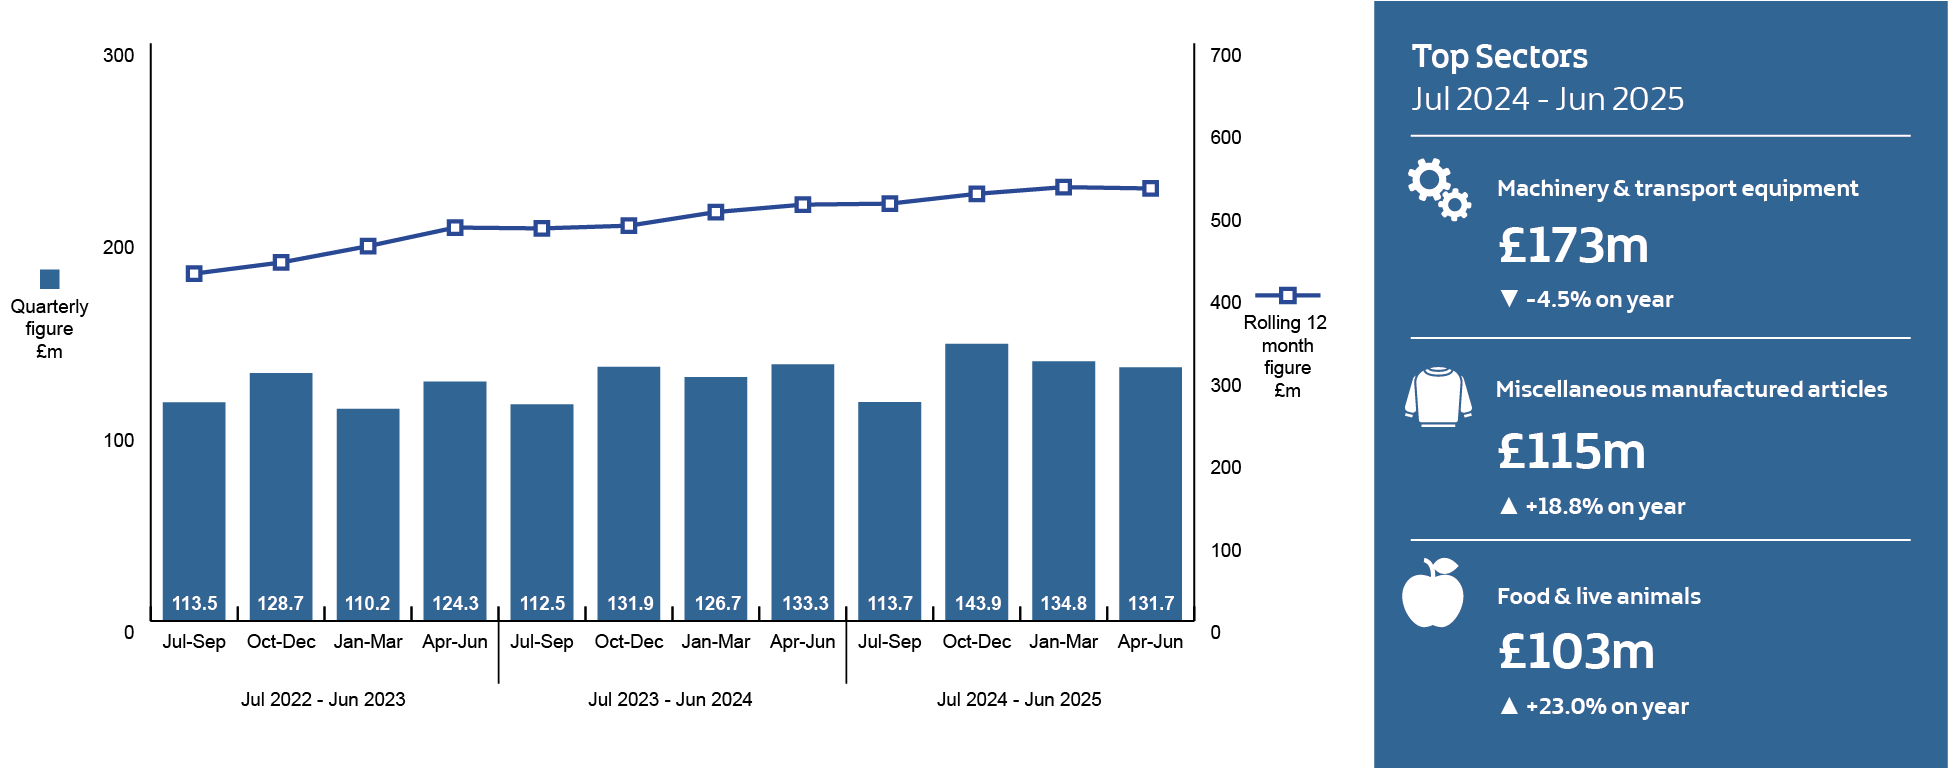 300
200
100
0
Quarterly
figure
£m
113.5 128.7 110.2 124.3 112.5 131.9 126.7 133.3 113.7 143.9 134.8 131.7
Jul-Sep Oct-Dec Jan-Mar Apr-Jun Jul-Sep Oct-Dec Jan-Mar Apr-Jun Jul-Sep Oct-Dec Jan-Mar Apr-Jun
Jul 2022 - Jun 2023 Jul 2023 - Jun 2024 Jul 2024 - Jun 2025
700
600
500
400
300
200
100
0
Rolling 12
month
figure
£m
Top Sectors
Jul 2024 - Jun 2025
Machinery & transport equipment
£173m
▼ -4.5% on year
Miscellaneous manufactured articles
£115m
▲ +18.8% on year
Food & live animals
£103m
▲ +23.0% on year